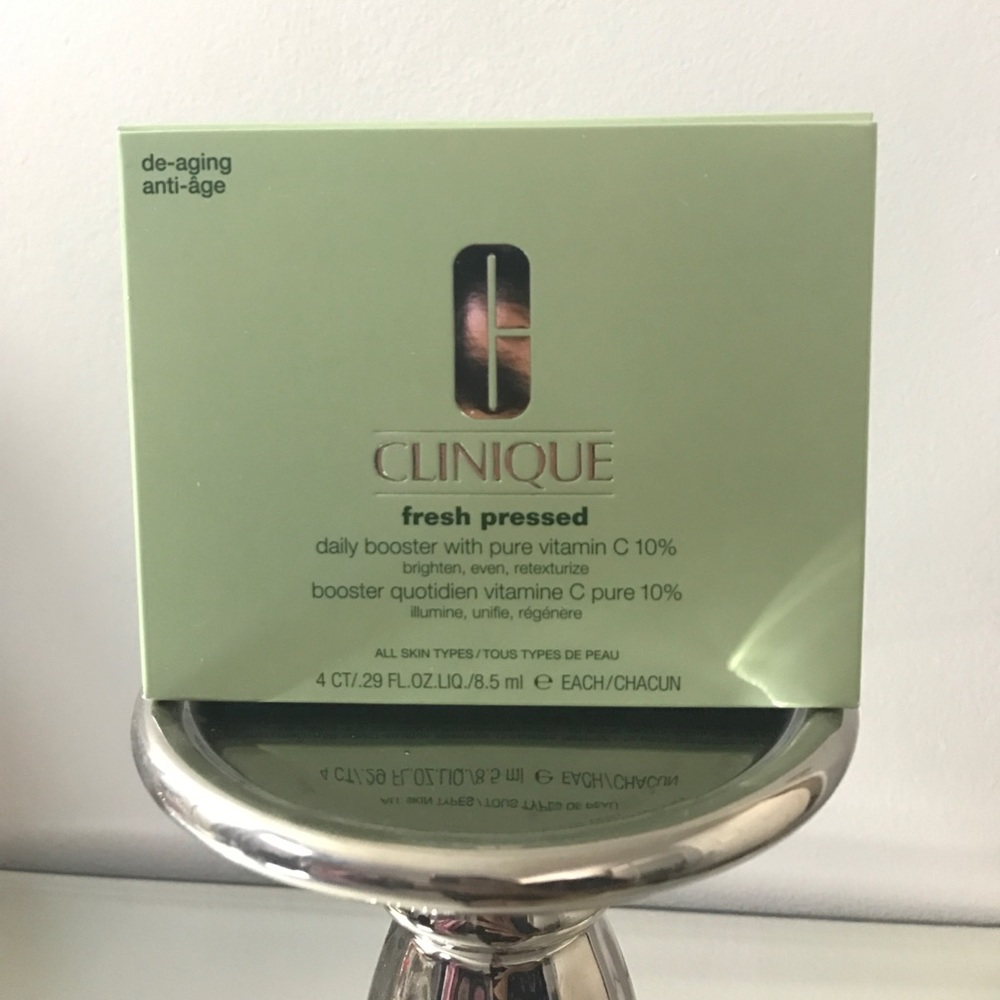 de-aging
anti-âge
CLINIQUE
fresh pressed
daily booster with pure vitamin C 10%
brighten, even, retexturize
booster quotidien vitamine C pure 10%
illumine, unifie, régénère
ALL SKIN TYPES/TOUS TYPES DE PEAU
4 CT/.29 FL.OZ.LIQ./8.5 ml ℮ EACH/CHACUN